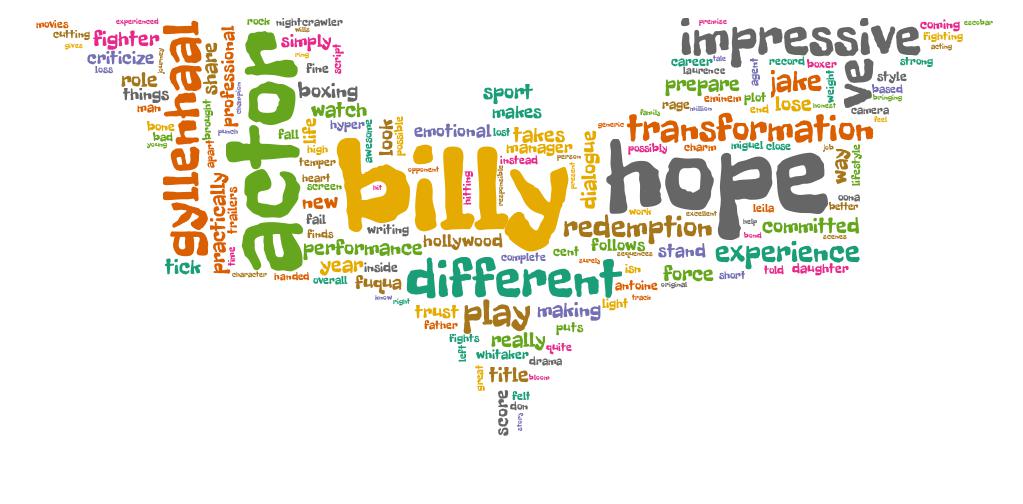 movies
experienced
cutting
fighter
gives
criticize
loss
journey
role
things
man
bone
bad
young
gyllenhaal
share
brought
apart
practically
professional
champion
punch
trailers
time
tick
actor
rock
nightcrawler
wills
simply
ring
script
fine
boxing
watch
fall
life
hyper
awesome
look
possible
high
temper
heart
screen
new
fail
finds
writing
opponent
hit
billy
emotional
lost
sport
makes
takes
manager
person
instead
hitting
responsible
present
dialogue
hope
impressive
premise
coming
escobar
fighting
acting
career
tale
laurence
agent
record
boxer
strong
ve
style
based
bringing
camera
feel
prepare
jake
weight
rage
eminem
plot
million
end
lose
honest
family
generic
transformation
possibly
charm
miguel
close
job
way
lifestyle
oona
better
leila
work
excellent
help
bond
redemption
committed
scenes
performance
hollywood
complete
cent
follows
sequences
surely
stand
experience
character
handed
year
inside
overall
fuqua
different
isn
antoine
force
original
short
told
daughter
know
right
trust
play
making
light
track
father
puts
fights
really
quite
left
whitaker
drama
great
title
bloom
score
felt
don
story